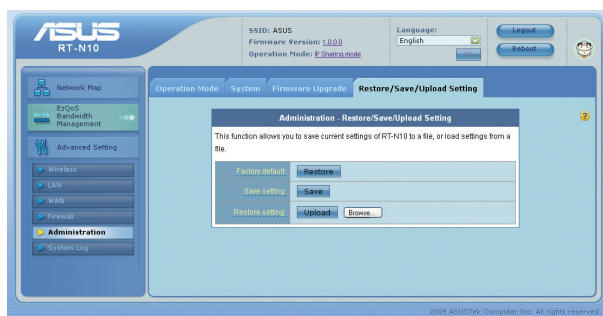 ASUS
RT-N10
SSID: ASUS
Firmware Version: 1.0.0.0
Operation Mode: IP Sharing mode
Language:
English
Logout
Reboot
Network Map
EzQoS
Bandwidth
Management
Advanced Setting
Wireless
LAN
WAN
Firewall
Administration
System Log
Operation Mode
System
Firmware Upgrade
Restore/Save/Upload Setting
Administration - Restore/Save/Upload Setting
This function allows you to save current settings of RT-N10 to a file, or load settings from a
file.
Factory default: Restore
Save setting: Save
Restore setting: Upload Browse...
2009 ASUSTek Computer Inc. All rights reserved.